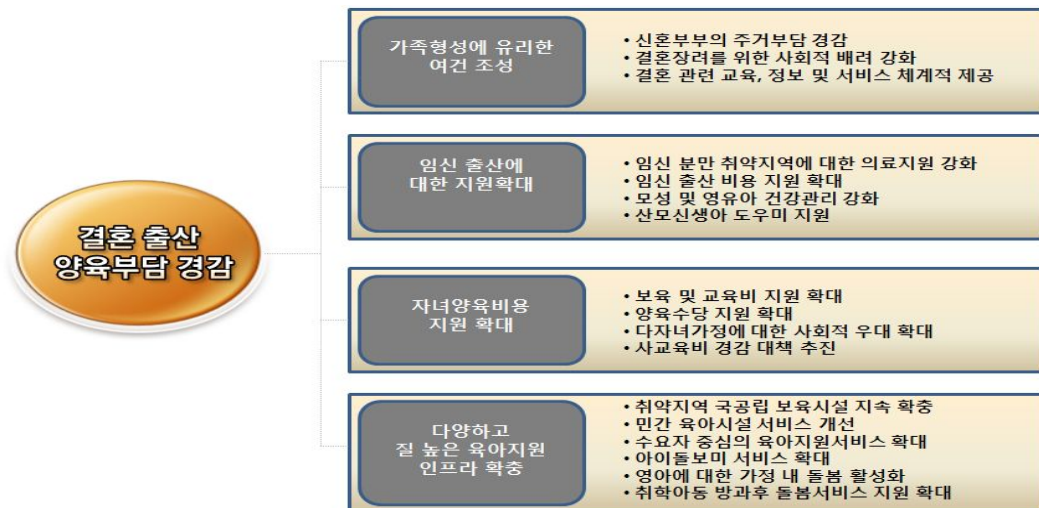 결혼 출산
양육부담 경감
가족형성에 유리한
여건 조성
• 신혼부부의 주거부담 경감
• 결혼장려를 위한 사회적 배려 강화
• 결혼 관련 교육, 정보 및 서비스 체계적 제공
임신 출산에
대한 지원확대
• 임신 분만 취약지역에 대한 의료지원 강화
• 임신 출산 비용 지원 확대
• 모성 및 영유아 건강관리 강화
• 산모신생아 도우미 지원
자녀양육비용
지원 확대
• 보육 및 교육비 지원 확대
• 양육수당 지원 확대
• 다자녀가정에 대한 사회적 우대 확대
• 사교육비 경감 대책 추진
다양하고
질 높은 육아지원
인프라 확충
• 취약지역 국공립 보육시설 지속 확충
• 민간 육아시설 서비스 개선
• 수요자 중심의 육아지원서비스 확대
• 아이돌보미 서비스 확대
• 영아에 대한 가정 내 돌봄 활성화
• 취학아동 방과후 돌봄서비스 지원 확대